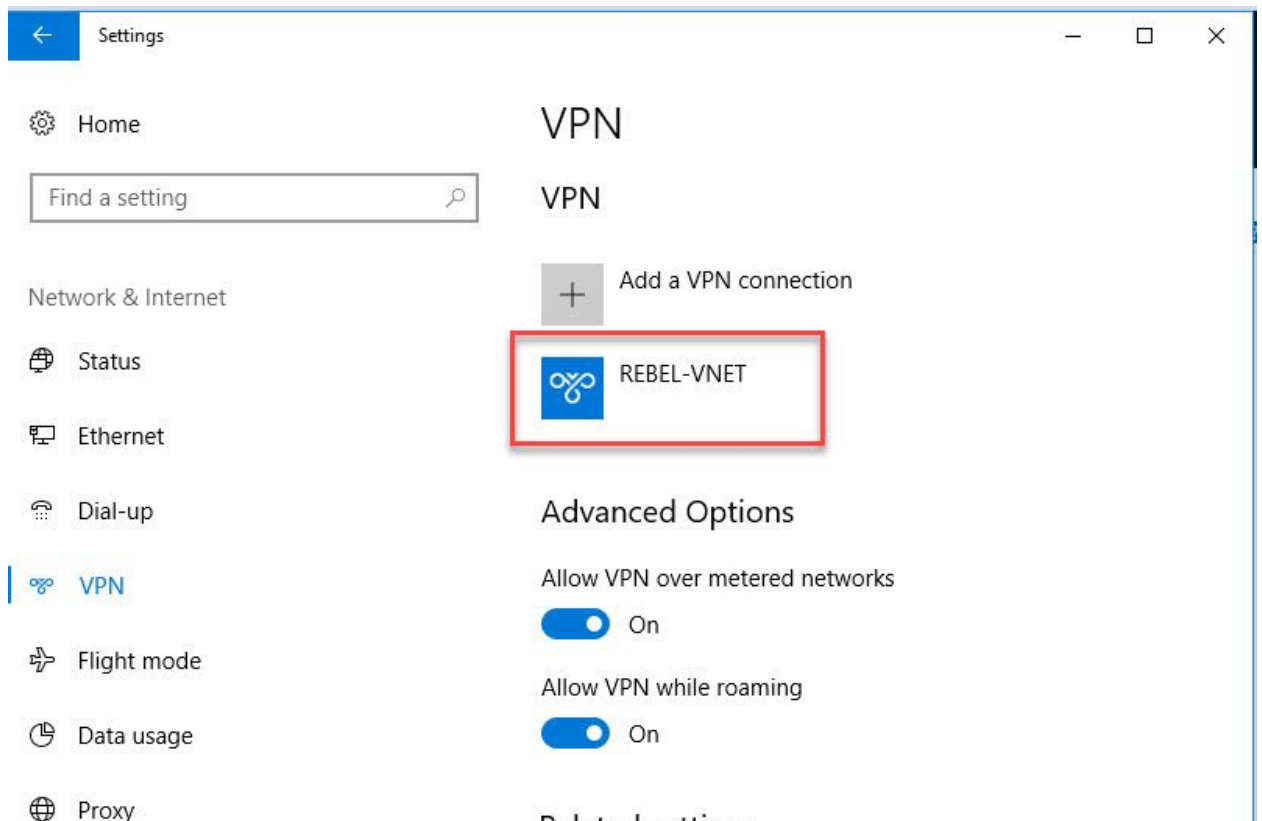 Settings
Home
Find a setting
Network & Internet
Status
Ethernet
Dial-up
VPN
Flight mode
Data usage
Proxy
VPN
VPN
Add a VPN connection
REBEL-VNET
Advanced Options
Allow VPN over metered networks
On
Allow VPN while roaming
On